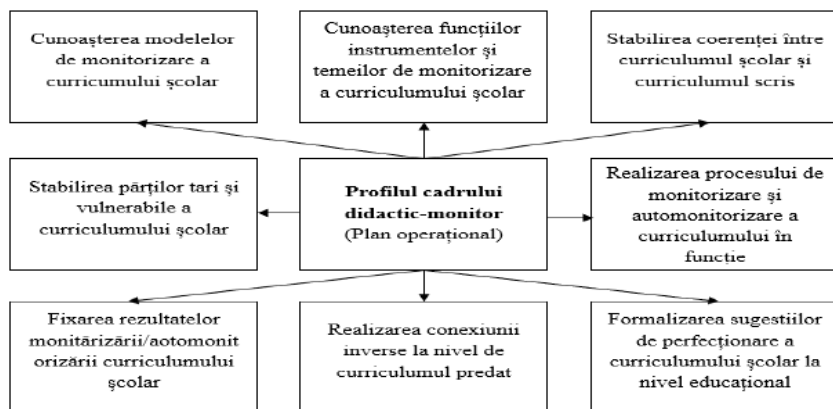 Cunoașterea modelelor
de monitorizare a
curricumului școlar
Cunoașterea funcțiilor
instrumentelor și
temeilor de monitorizare
a curriculumului școlar
Stabilirea coerenței între
curriculumul școlar și
curriculumul scris
Stabilirea părților tari și
vulnerabile a
curriculumului școlar
Profilul cadrului
didactic-monitor
(Plan operațional)
Realizarea procesului de
monitorizare și
automonitorizare a
curriculumului în
funcție
Fixarea rezultatelor
monitărizării/aotomonit
orizării curriculumului
școlar
Realizarea conexiunii
inverse la nivel de
curriculumul predat
Formalizarea sugestiilor
de perfecționare a
curriculumului școlar la
nivel educațional